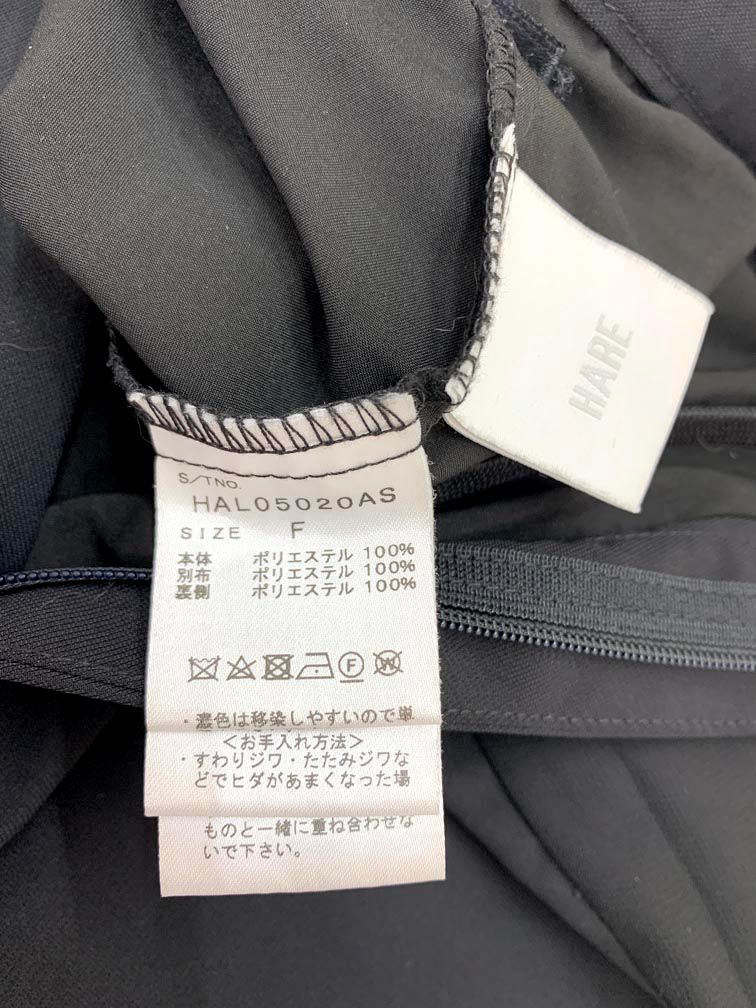 HARE
S/TNO.
HAL05020AS
SIZE F
本体 ポリエステル 100%
別布 ポリエステル 100%
裏側 ポリエステル 100%
F
W
・濃色は移染しやすいので単
＜お手入れ方法＞
・すわりジワ・たたみジワな
どでヒダがあまくなった場
ものと一緒に重ね合わせな
いで下さい。